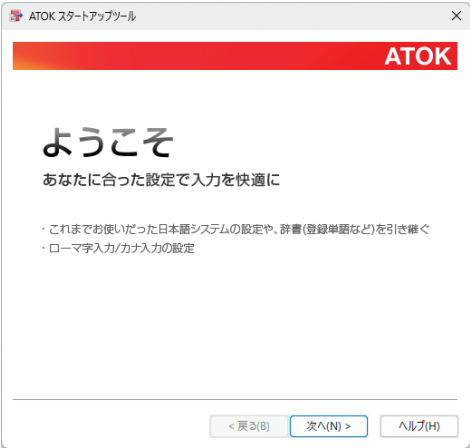 ATOK スタートアップツール
ATOK
ようこそ
あなたに合った設定で入力を快適に
・これまでお使いだった日本語システムの設定や、辞書(登録単語など)を引き継ぐ
・ローマ字入力/カナ入力の設定
< 戻る(B)
次へ(N) >
ヘルプ(H)